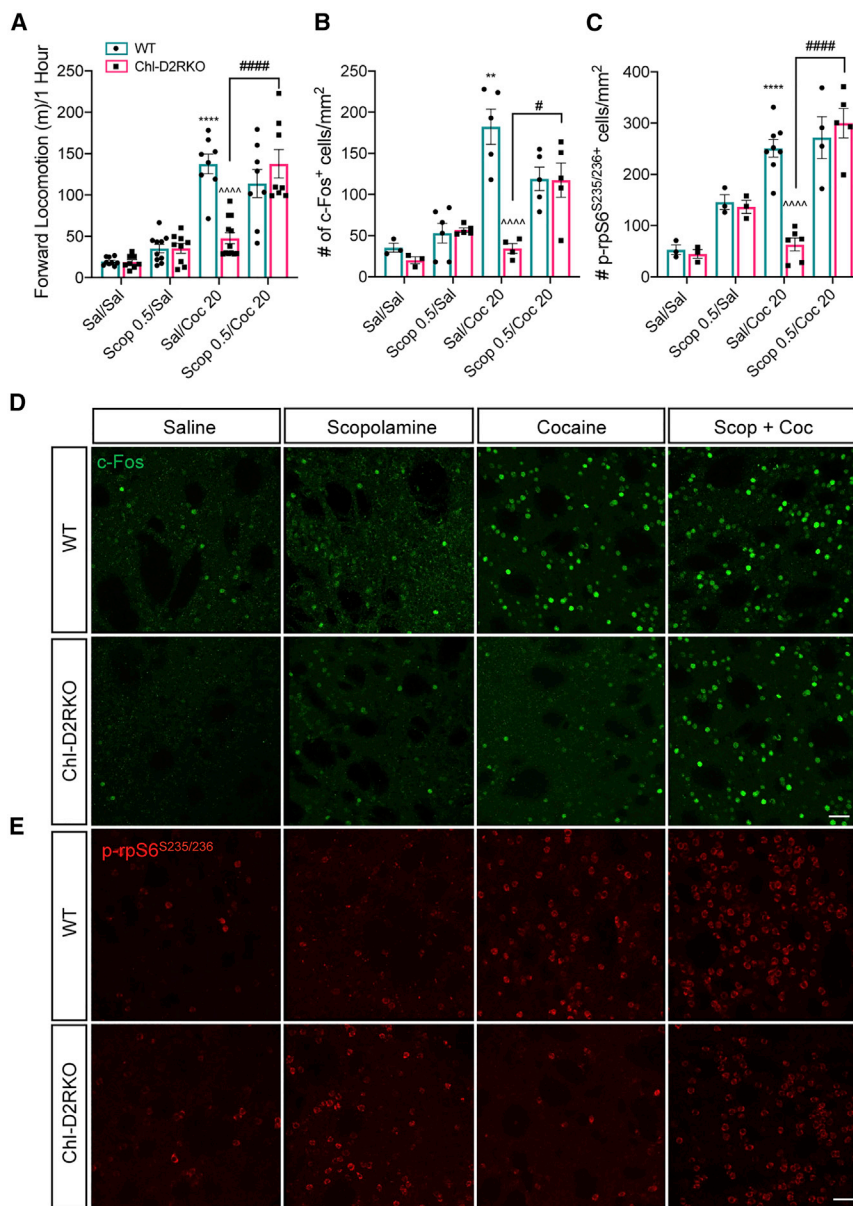 A
WT
Chl-D2RKO
Forward Locomotion (m)/1 Hour
250
200
150
100
50
0
****
^^^^
####
Sal/Sal
Scop 0.5/Sal
Sal/Coc 20
Scop 0.5/Coc 20
B
# of c-Fos⁺ cells/mm²
250
200
150
100
50
0
**
^^^^
#
Sal/Sal
Scop 0.5/Sal
Sal/Coc 20
Scop 0.5/Coc 20
C
# p-rpS6^S235/236+ cells/mm²
400
300
200
100
0
****
^^^^
####
Sal/Sal
Scop 0.5/Sal
Sal/Coc 20
Scop 0.5/Coc 20
D
Saline
Scopolamine
Cocaine
Scop + Coc
c-Fos
WT
Chl-D2RKO
E
p-rpS6^S235/236
WT
Chl-D2RKO